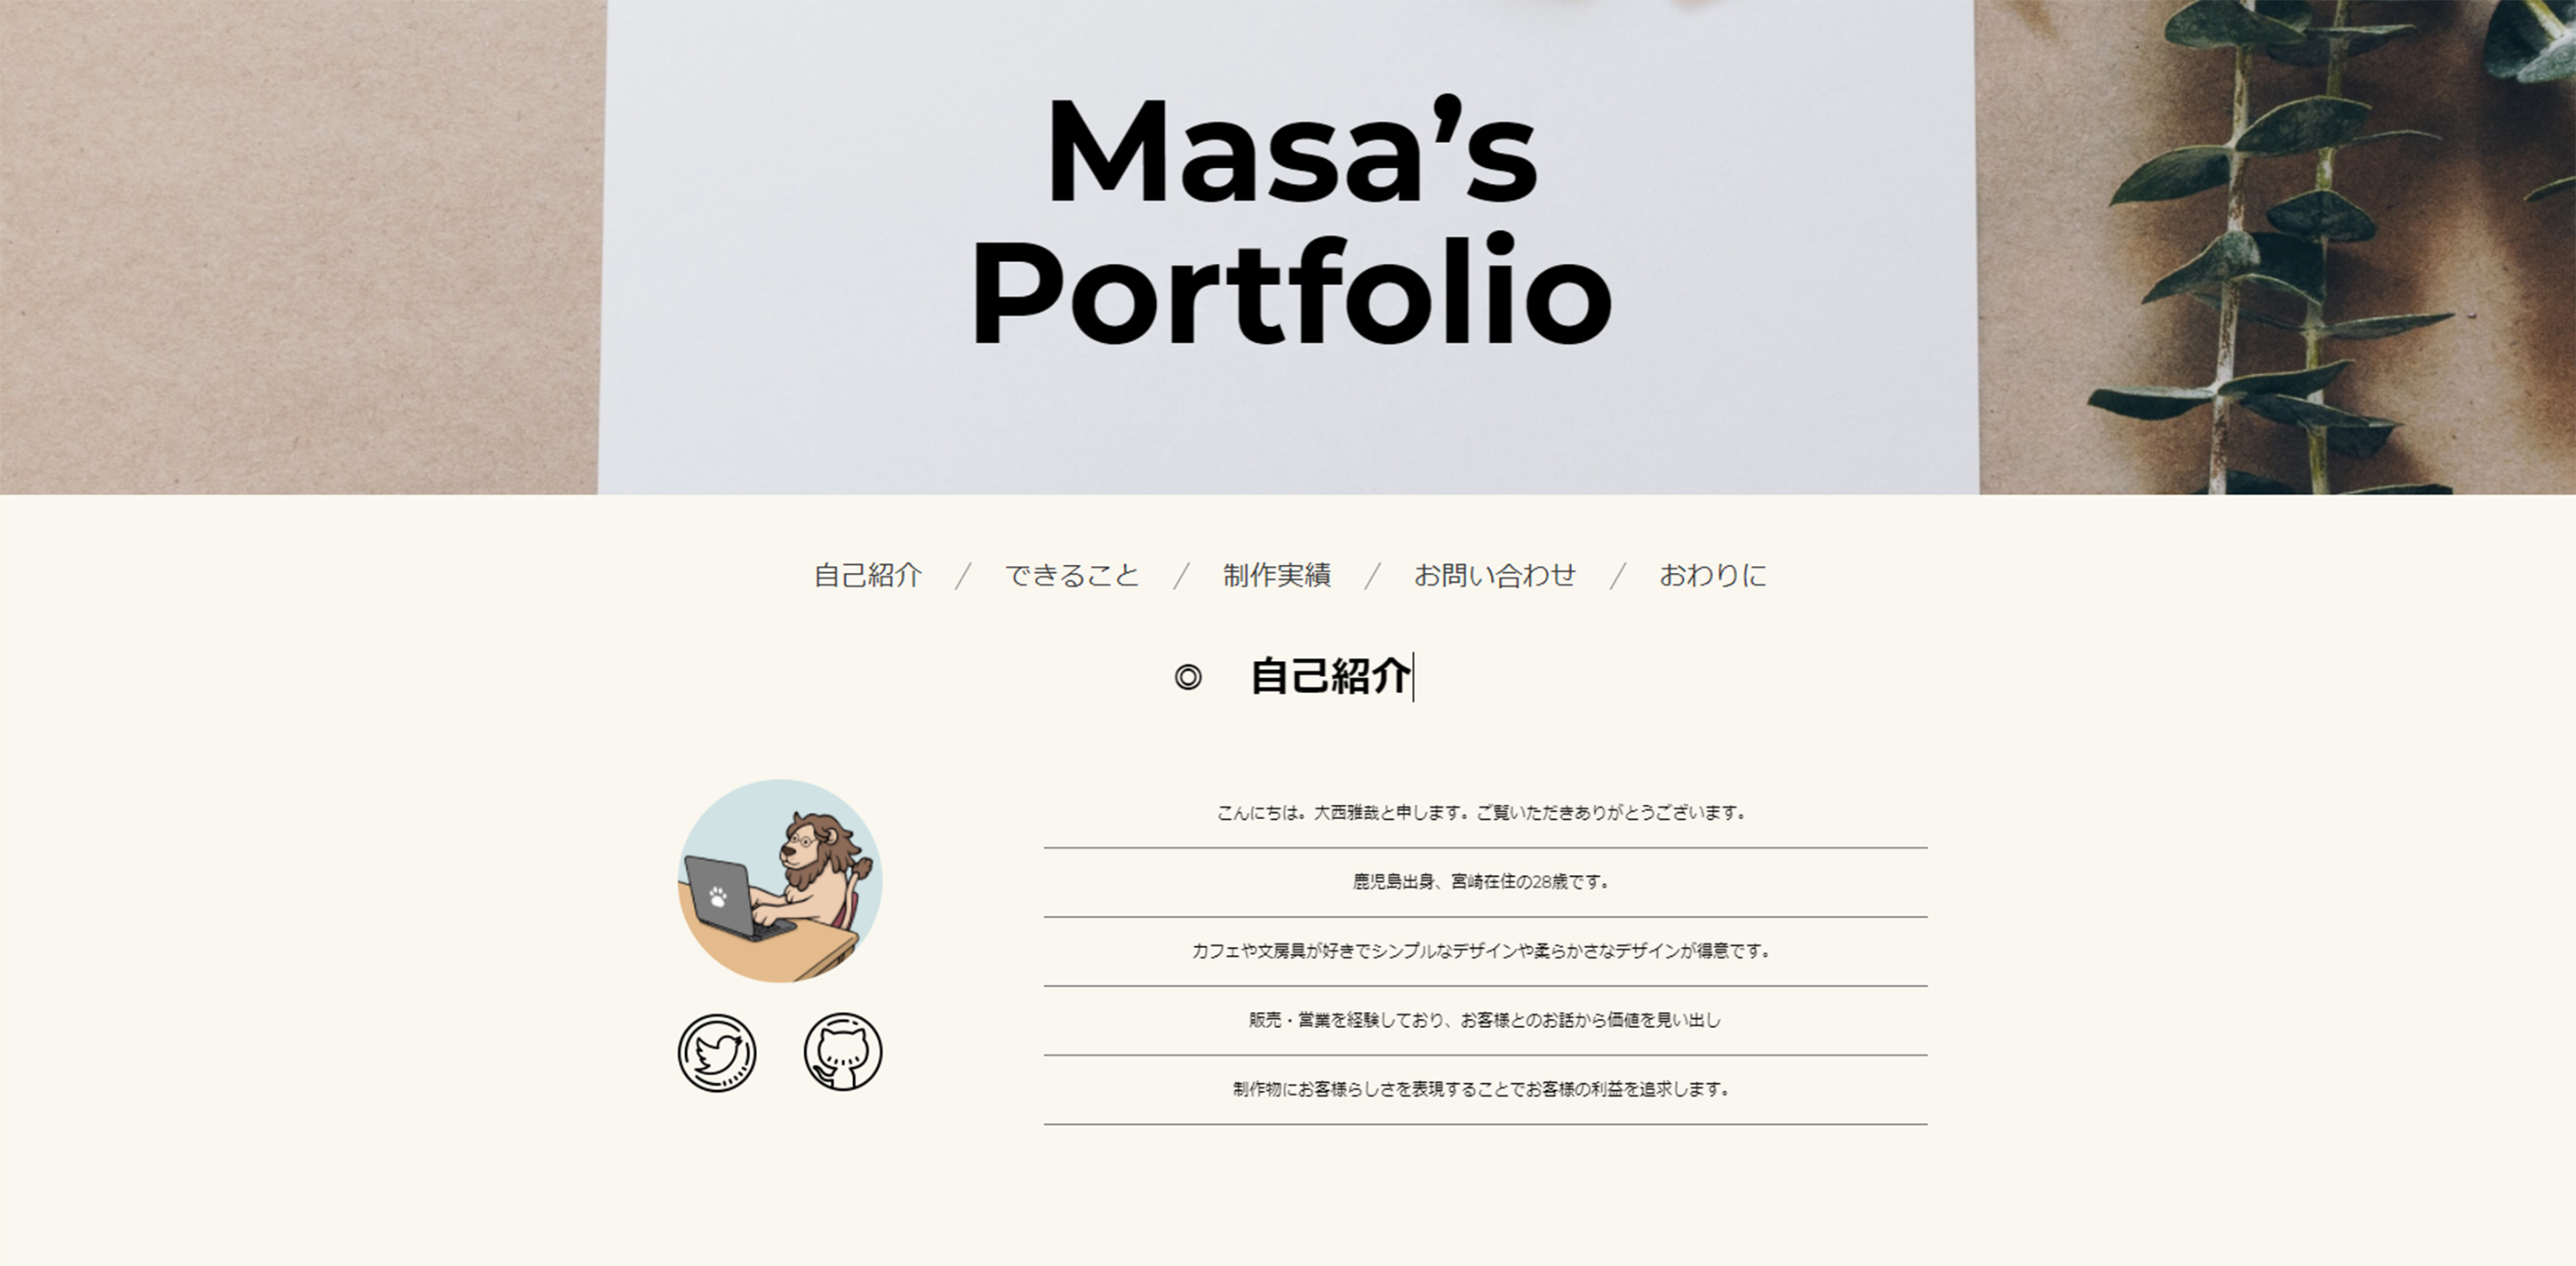 Masa’s
Portfolio
自己紹介 / できること / 制作実績 / お問い合わせ / おわりに
◎ 自己紹介
こんにちは。大西雅哉と申します。ご覧いただきありがとうございます。
鹿児島出身、宮崎在住の28歳です。
カフェや文房具が好きでシンプルなデザインや柔らかさなデザインが得意です。
販売・営業を経験しており、お客様とのお話から価値を見い出し
制作物にお客様らしさを表現することでお客様の利益を追求します。